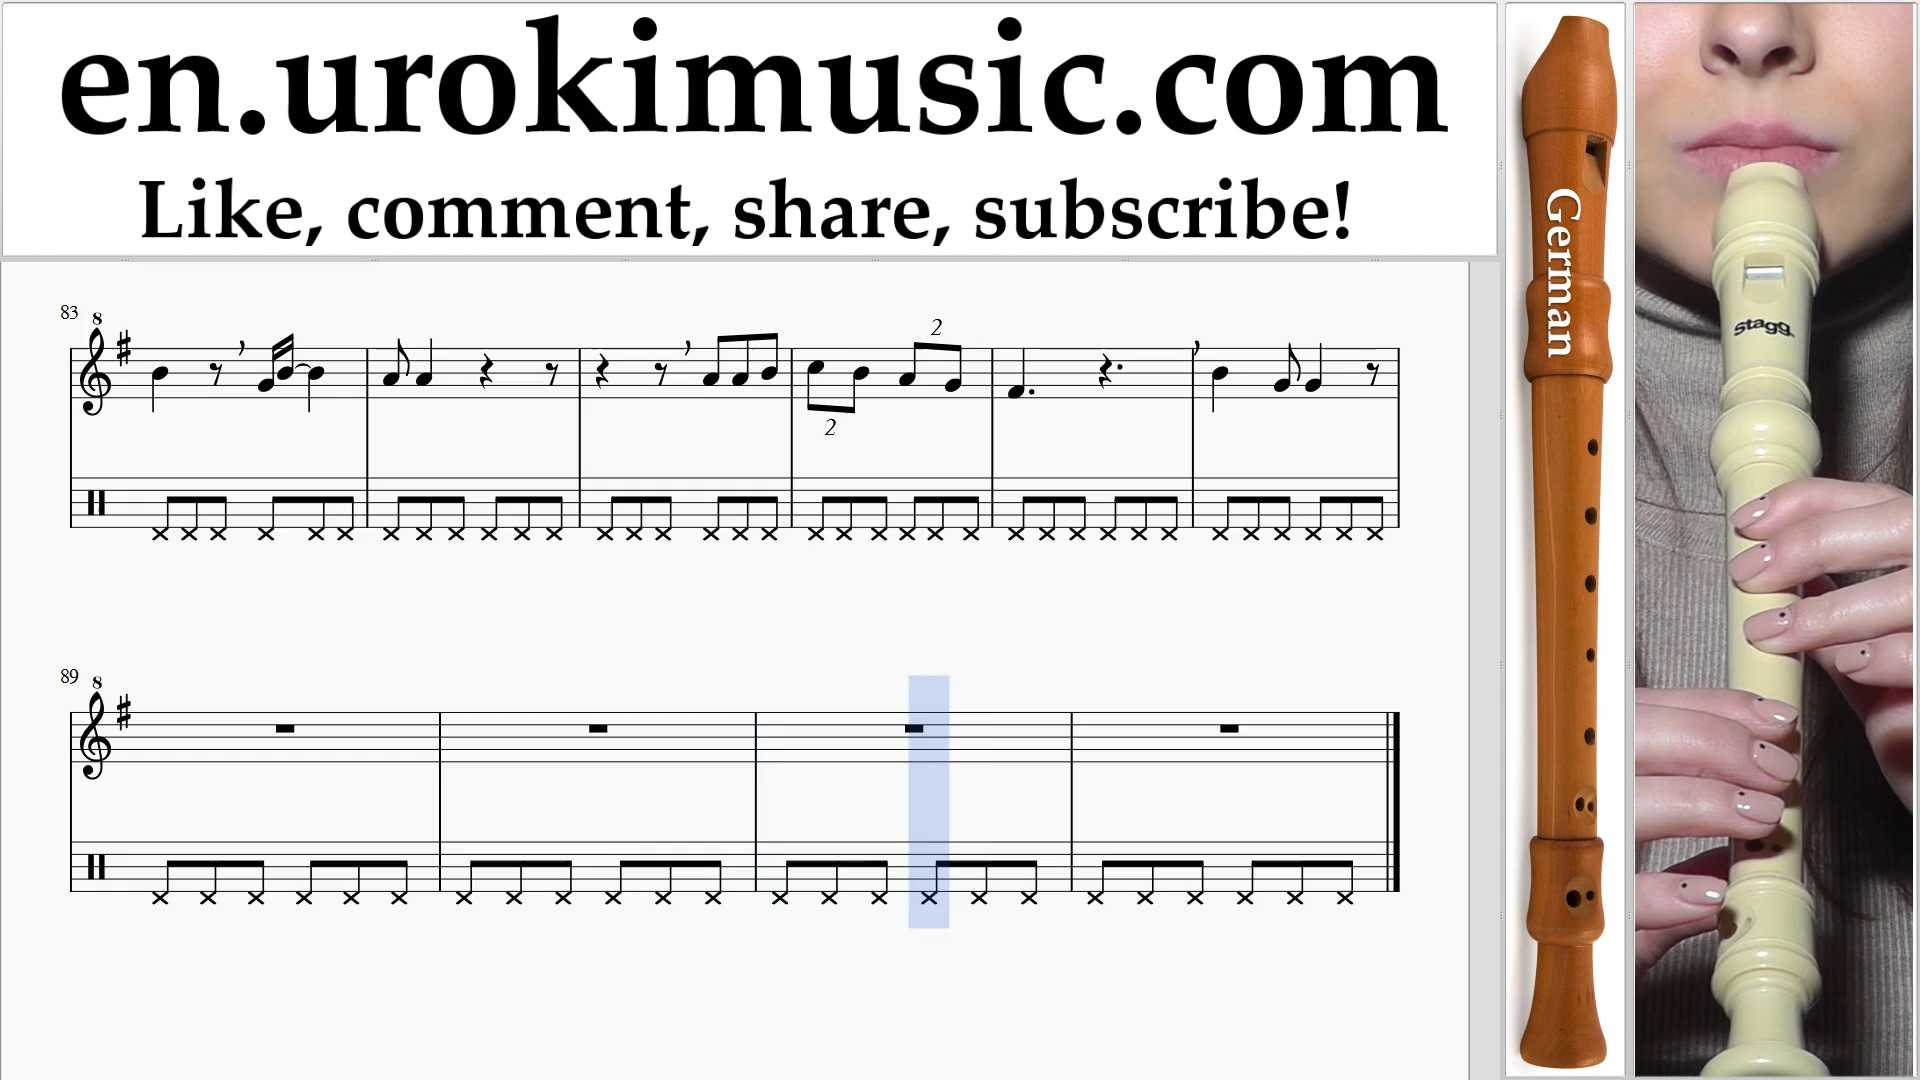 en.urokimusic.com
Like, comment, share, subscribe!
83
8
2
2
89
8
German
stagg